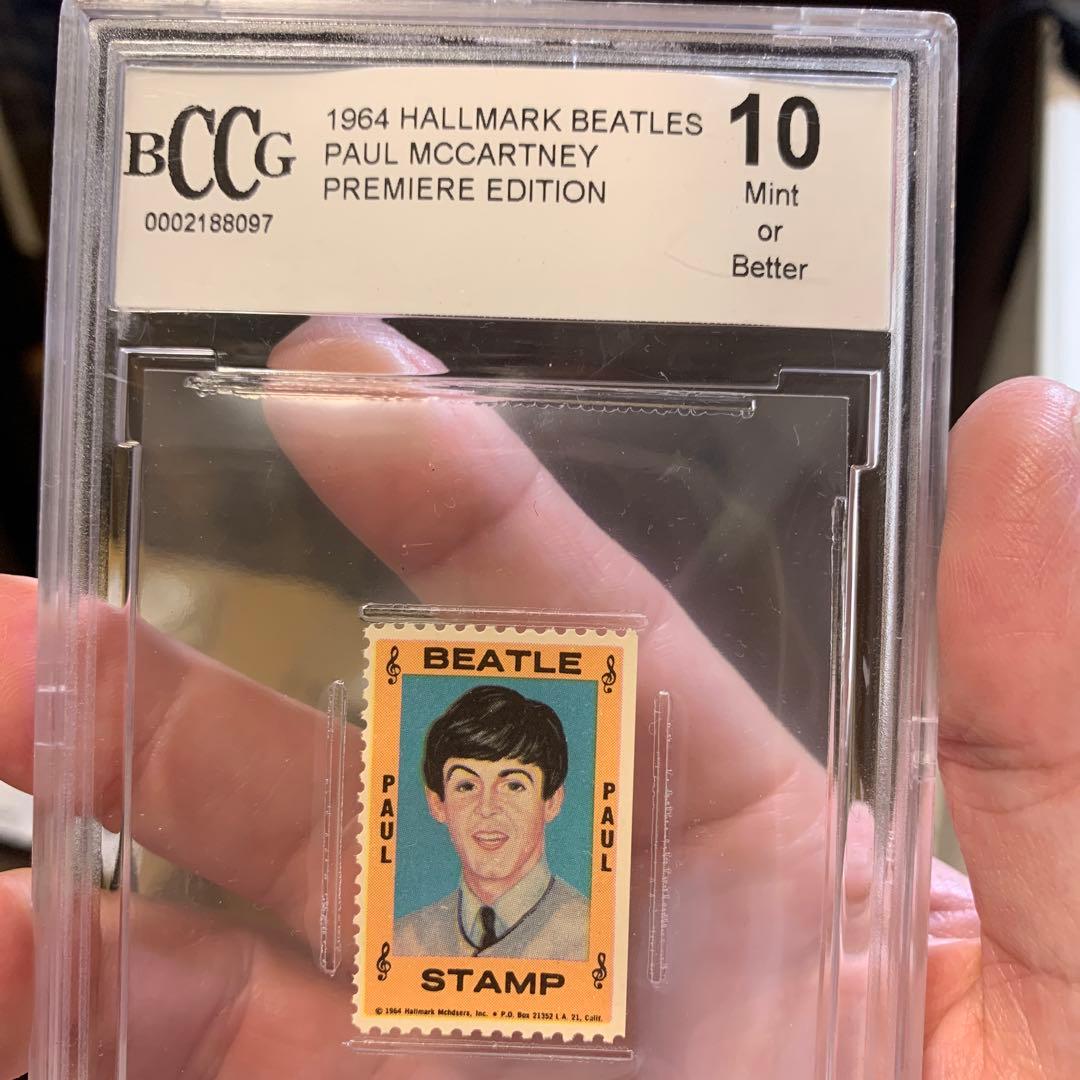 BCCG
0002188097
1964 HALLMARK BEATLES
PAUL MCCARTNEY
PREMIERE EDITION
10
Mint
or
Better
BEATLE
PAUL
PAUL
STAMP
© 1964 Hallmark Mchdsers, Inc. • P.O. Box 21352 L A. 21, Calif.